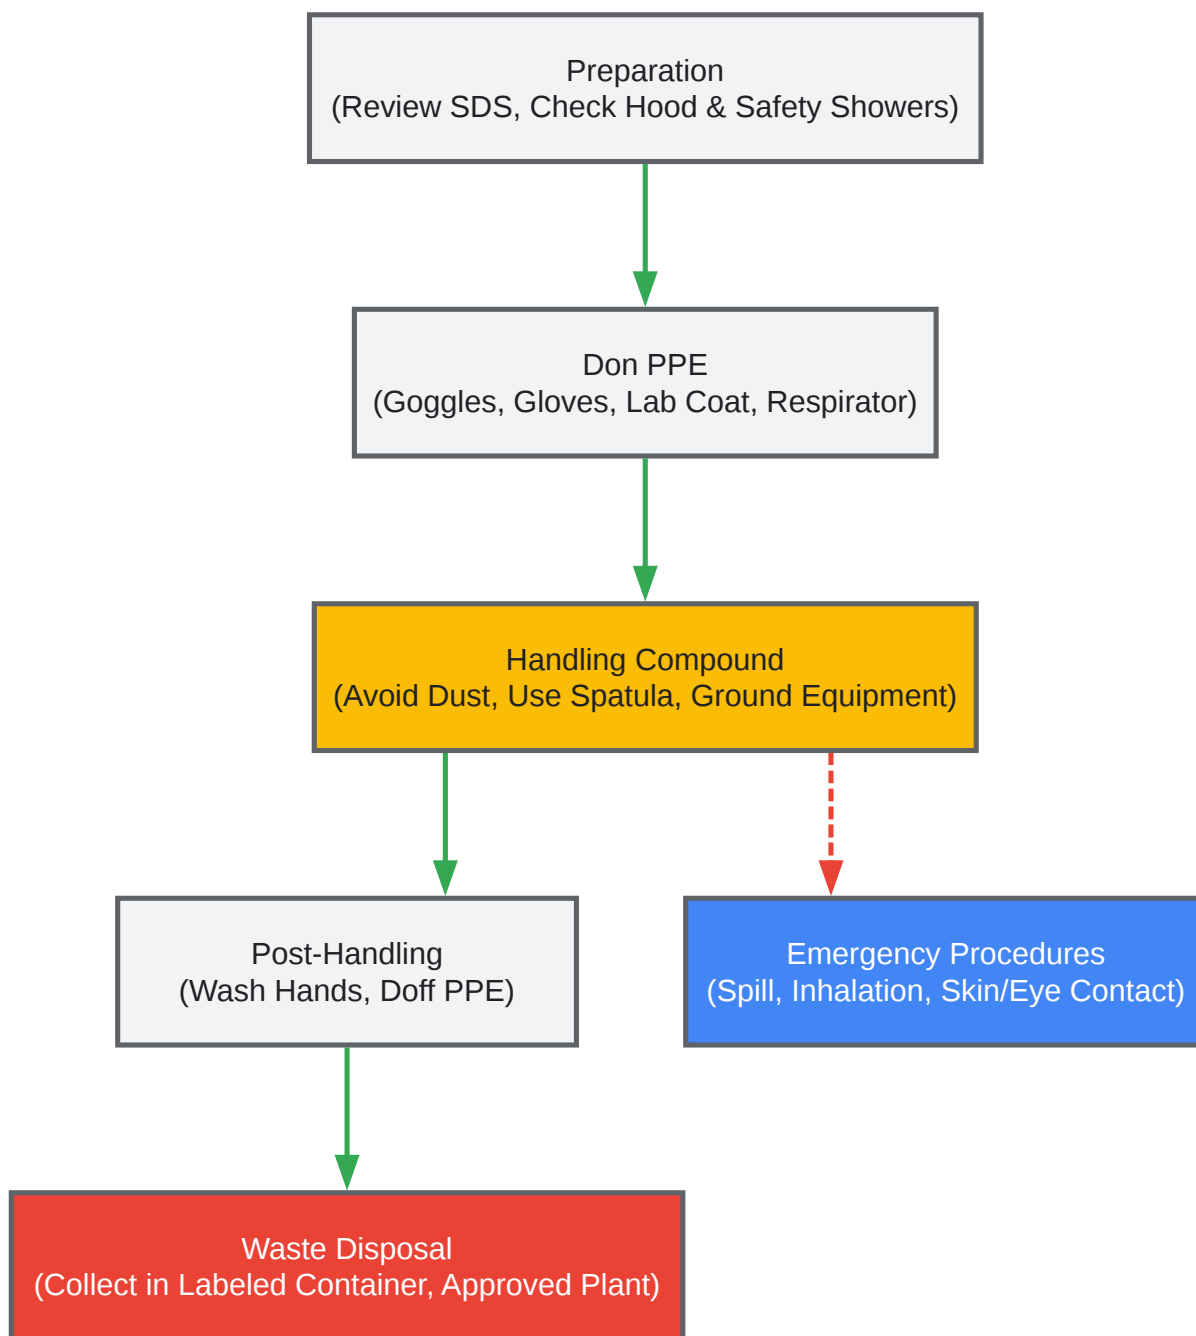 Preparation
(Review SDS, Check Hood & Safety Showers)
Don PPE
(Goggles, Gloves, Lab Coat, Respirator)
Handling Compound
(Avoid Dust, Use Spatula, Ground Equipment)
Post-Handling
(Wash Hands, Doff PPE)
Emergency Procedures
(Spill, Inhalation, Skin/Eye Contact)
Waste Disposal
(Collect in Labeled Container, Approved Plant)